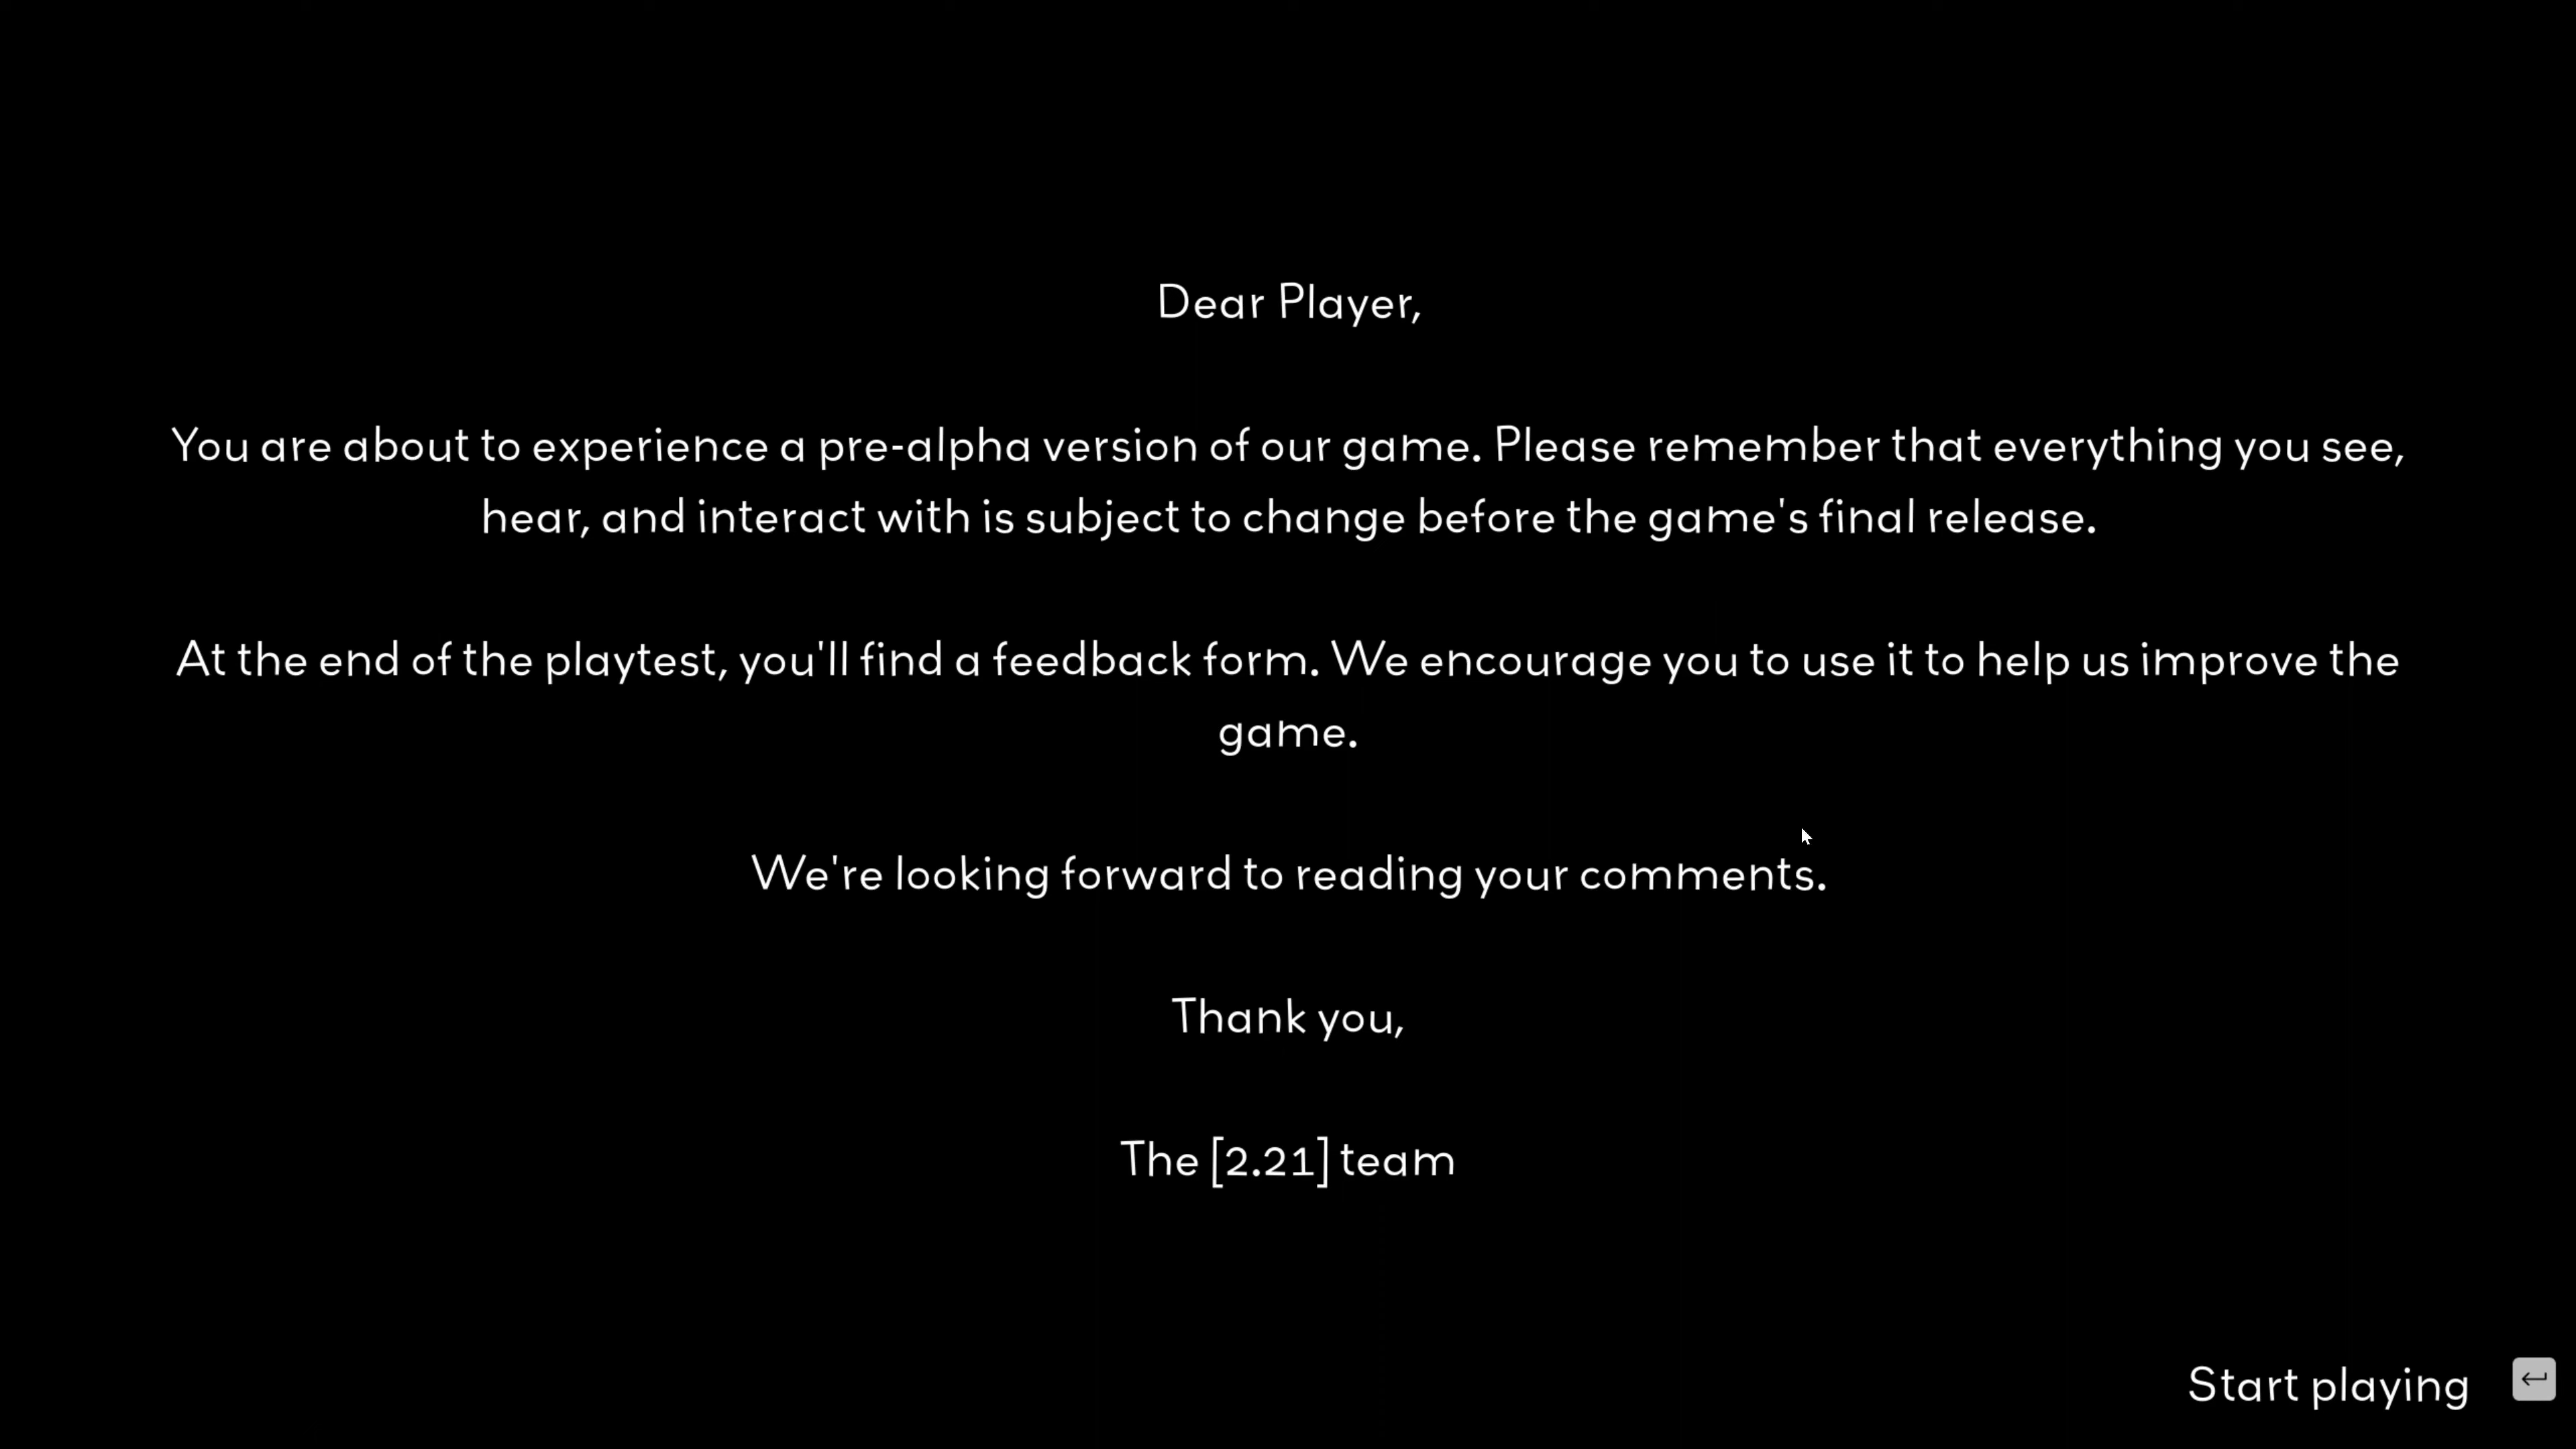 Dear Player,
You are about to experience a pre-alpha version of our game. Please remember that everything you see,
hear, and interact with is subject to change before the game's final release.
At the end of the playtest, you'll find a feedback form. We encourage you to use it to help us improve the
game.
We're looking forward to reading your comments.
Thank you,
The [2.21] team
Start playing